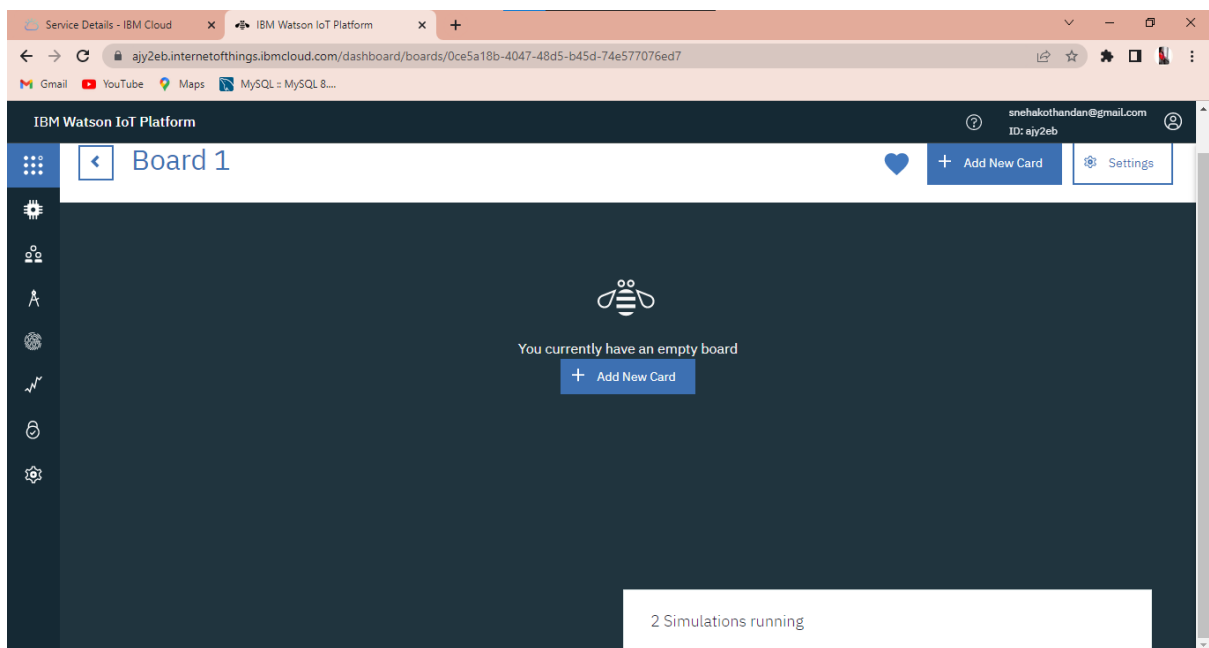 Service Details - IBM Cloud
IBM Watson IoT Platform
ajy2eb.internetofthings.ibmcloud.com/dashboard/boards/0ce5a18b-4047-48d5-b45d-74e577076ed7
Gmail YouTube Maps MySQL :: MySQL 8....
IBM Watson IoT Platform
snehakothandan@gmail.com
ID: ajy2eb
Board 1
+ Add New Card
Settings
You currently have an empty board
+ Add New Card
2 Simulations running